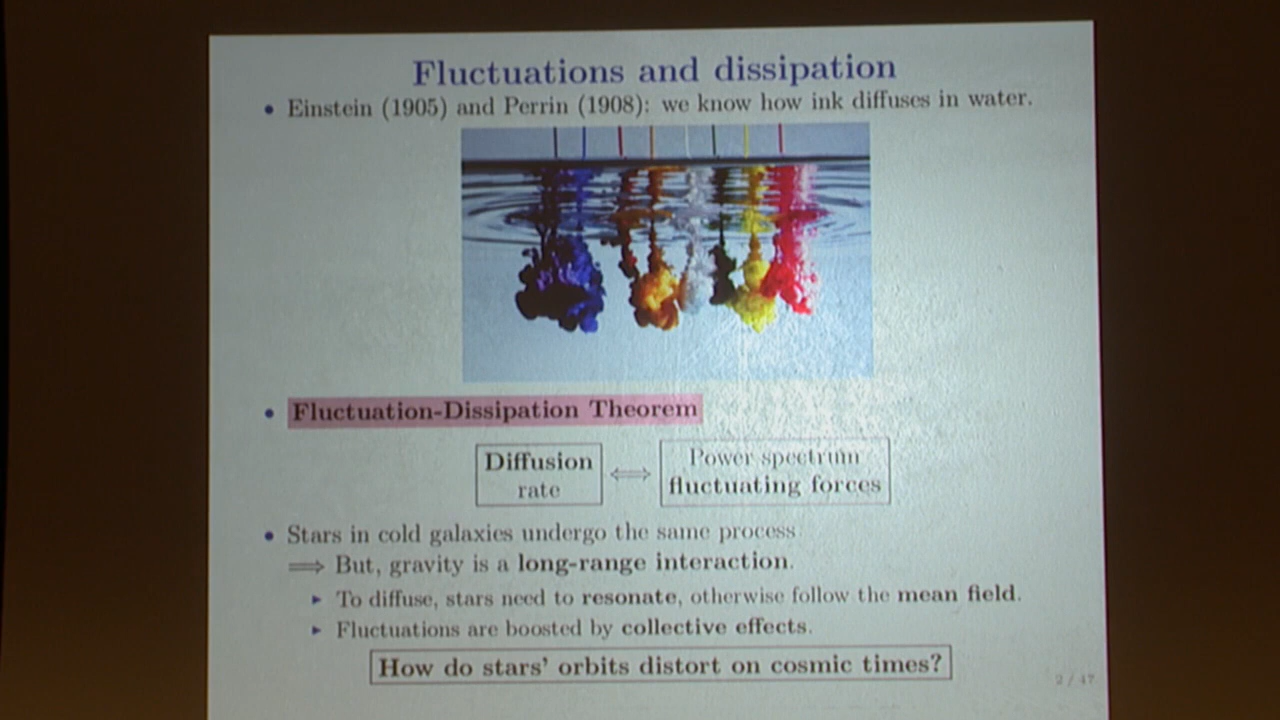 Fluctuations and dissipation
• Einstein (1905) and Perrin (1908): we know how ink diffuses in water.
• Fluctuation-Dissipation Theorem
Diffusion
rate
⟺
Power spectrum
fluctuating forces
• Stars in cold galaxies undergo the same process
⟹ But, gravity is a long-range interaction.
▸ To diffuse, stars need to resonate, otherwise follow the mean field.
▸ Fluctuations are boosted by collective effects.
How do stars' orbits distort on cosmic times?
2 / 47